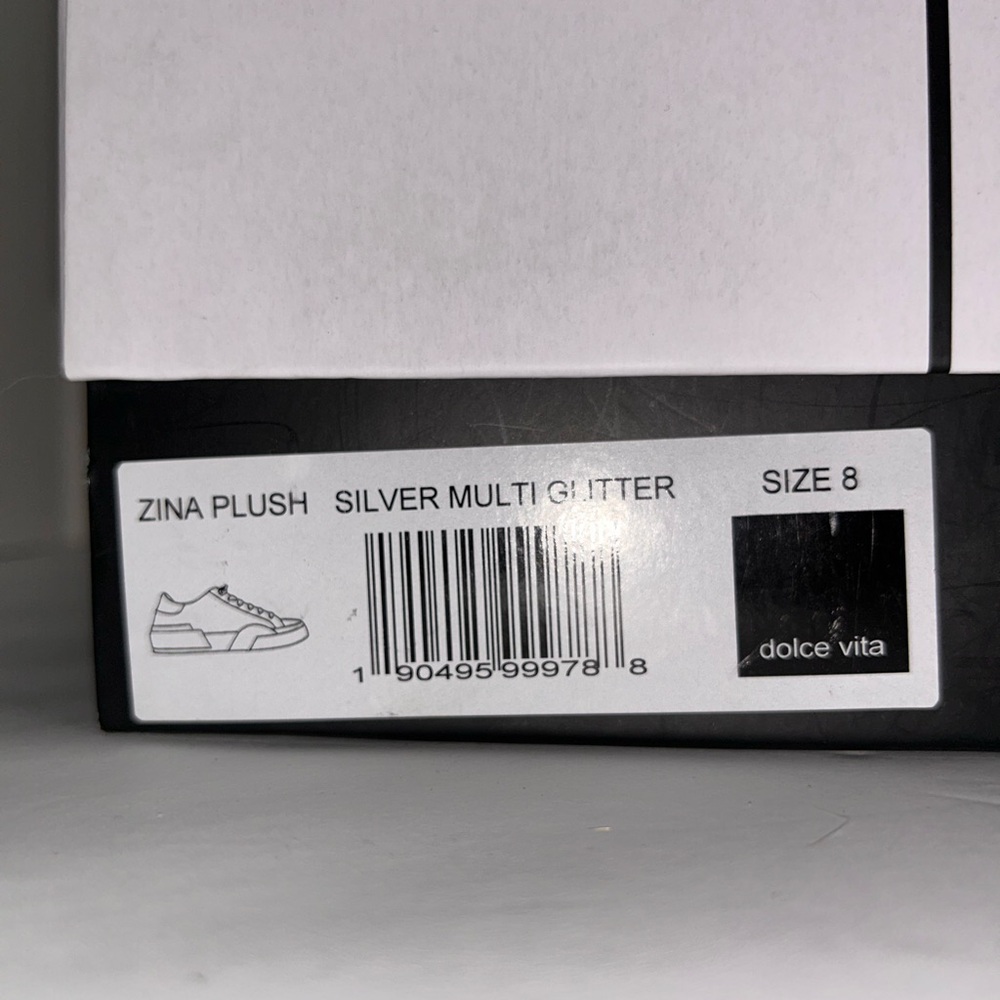 ZINA PLUSH SILVER MULTI GLITTER SIZE 8
1 90495 99978 8
dolce vita